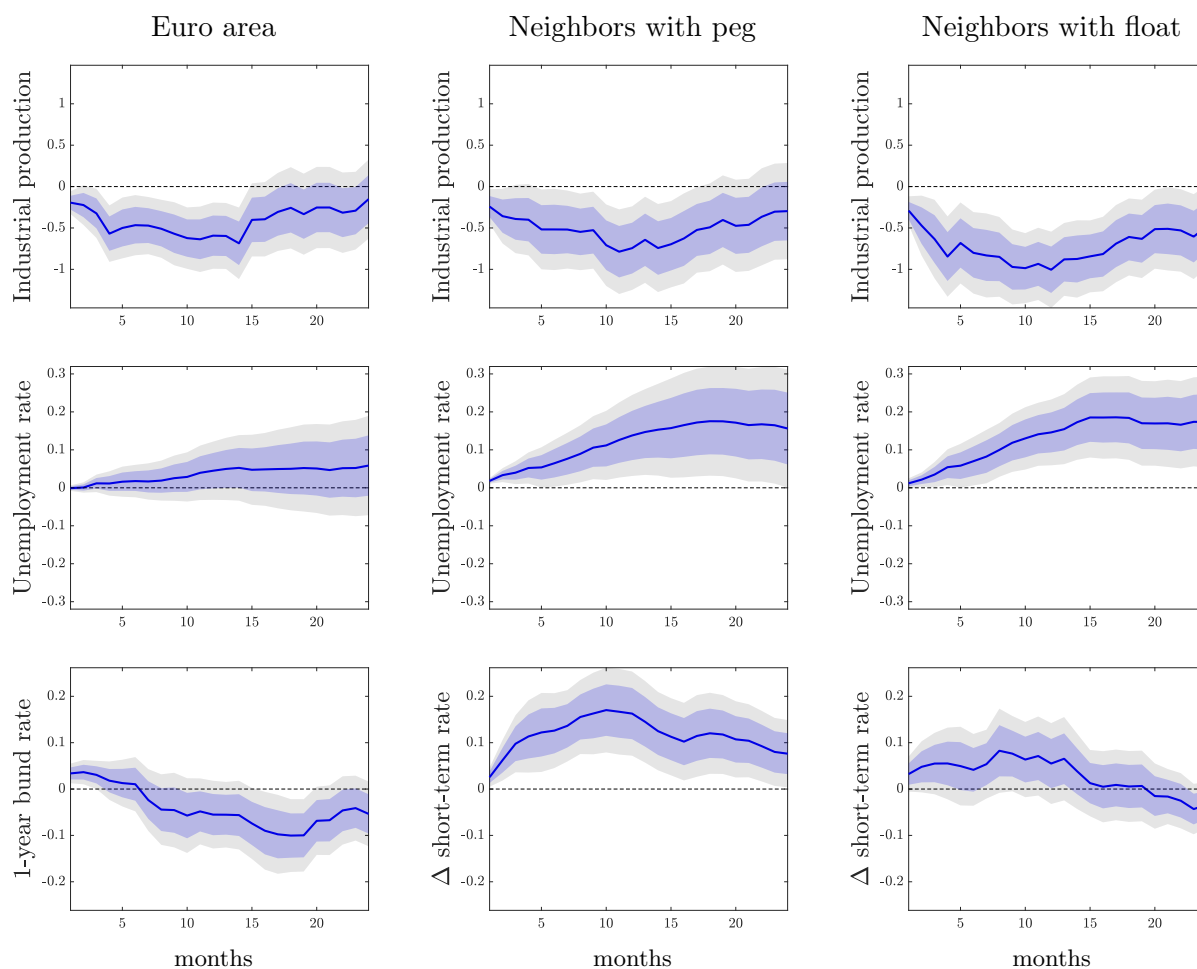 Euro area
Neighbors with peg
Neighbors with float
Industrial production
1
0.5
0
-0.5
-1
5 10 15 20
Industrial production
1
0.5
0
-0.5
-1
5 10 15 20
Industrial production
1
0.5
0
-0.5
-1
5 10 15 20
Unemployment rate
0.3
0.2
0.1
0
-0.1
-0.2
-0.3
5 10 15 20
Unemployment rate
0.3
0.2
0.1
0
-0.1
-0.2
-0.3
5 10 15 20
Unemployment rate
0.3
0.2
0.1
0
-0.1
-0.2
-0.3
5 10 15 20
1-year bund rate
0.2
0.1
0
-0.1
-0.2
5 10 15 20
months
Δ short-term rate
0.2
0.1
0
-0.1
-0.2
5 10 15 20
months
Δ short-term rate
0.2
0.1
0
-0.1
-0.2
5 10 15 20
months